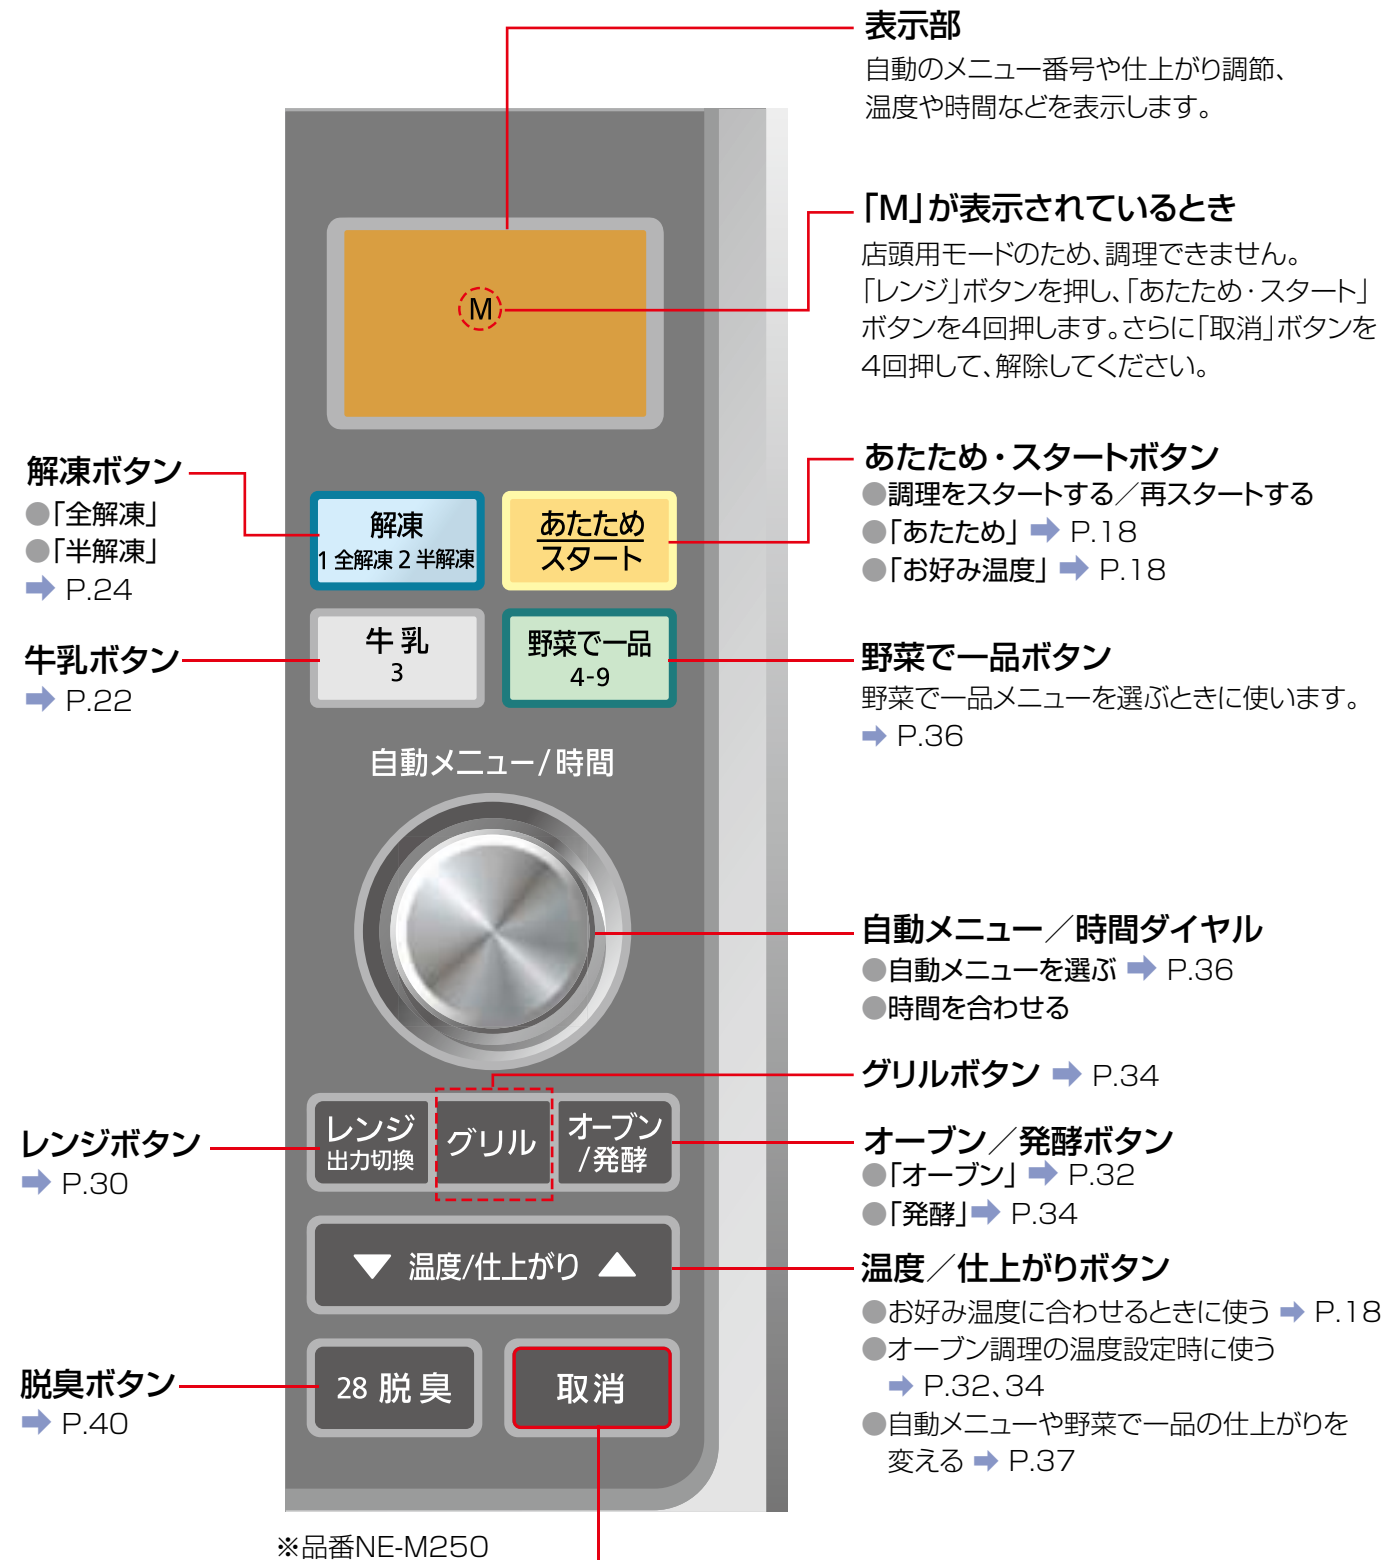 表示部
自動のメニュー番号や仕上がり調節、
温度や時間などを表示します。
「M」が表示されているとき
店頭用モードのため、調理できません。
「レンジ」ボタンを押し、「あたため・スタート」
ボタンを4回押します。さらに「取消」ボタンを
4回押して、解除してください。
M
解凍ボタン
●「全解凍」
●「半解凍」
➡ P.24
牛乳ボタン
➡ P.22
解凍
1 全解凍 2 半解凍
あたため
スタート
牛乳
3
野菜で一品
4-9
あたため・スタートボタン
●調理をスタートする／再スタートする
●「あたため」➡ P.18
●「お好み温度」➡ P.18
野菜で一品ボタン
野菜で一品メニューを選ぶときに使います。
➡ P.36
自動メニュー/時間
自動メニュー／時間ダイヤル
●自動メニューを選ぶ ➡ P.36
●時間を合わせる
グリルボタン ➡ P.34
レンジボタン
➡ P.30
レンジ
出力切換
グリル
オーブン
/発酵
オーブン／発酵ボタン
●「オーブン」➡ P.32
●「発酵」➡ P.34
▼ 温度/仕上がり ▲
温度／仕上がりボタン
●お好み温度に合わせるときに使う ➡ P.18
●オーブン調理の温度設定時に使う
➡ P.32、34
●自動メニューや野菜で一品の仕上がりを
変える ➡ P.37
脱臭ボタン
➡ P.40
28 脱臭
取消
※品番NE-M250